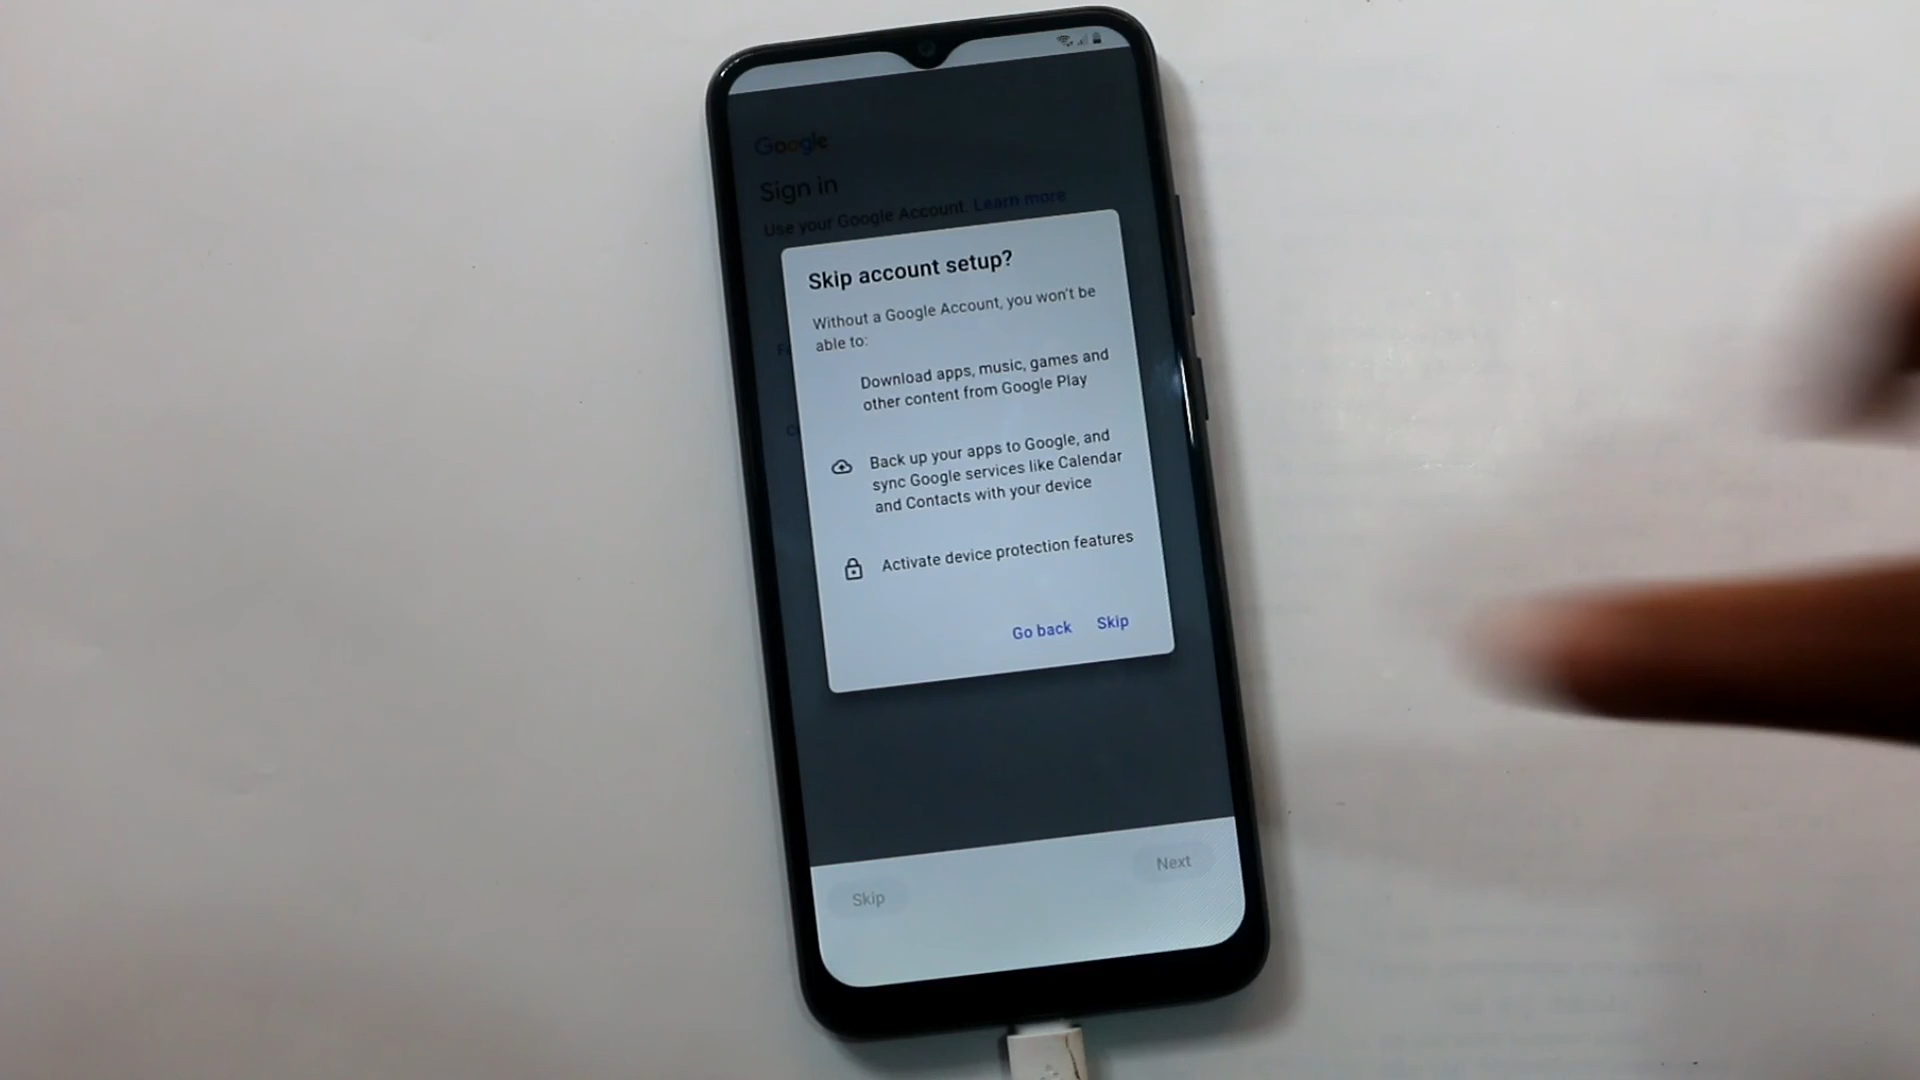 Google
Sign in
Use your Google Account. Learn more
Skip account setup?
Without a Google Account, you won't be
able to:
Download apps, music, games and
other content from Google Play
Back up your apps to Google, and
sync Google services like Calendar
and Contacts with your device
Activate device protection features
Go back Skip
Next
Skip